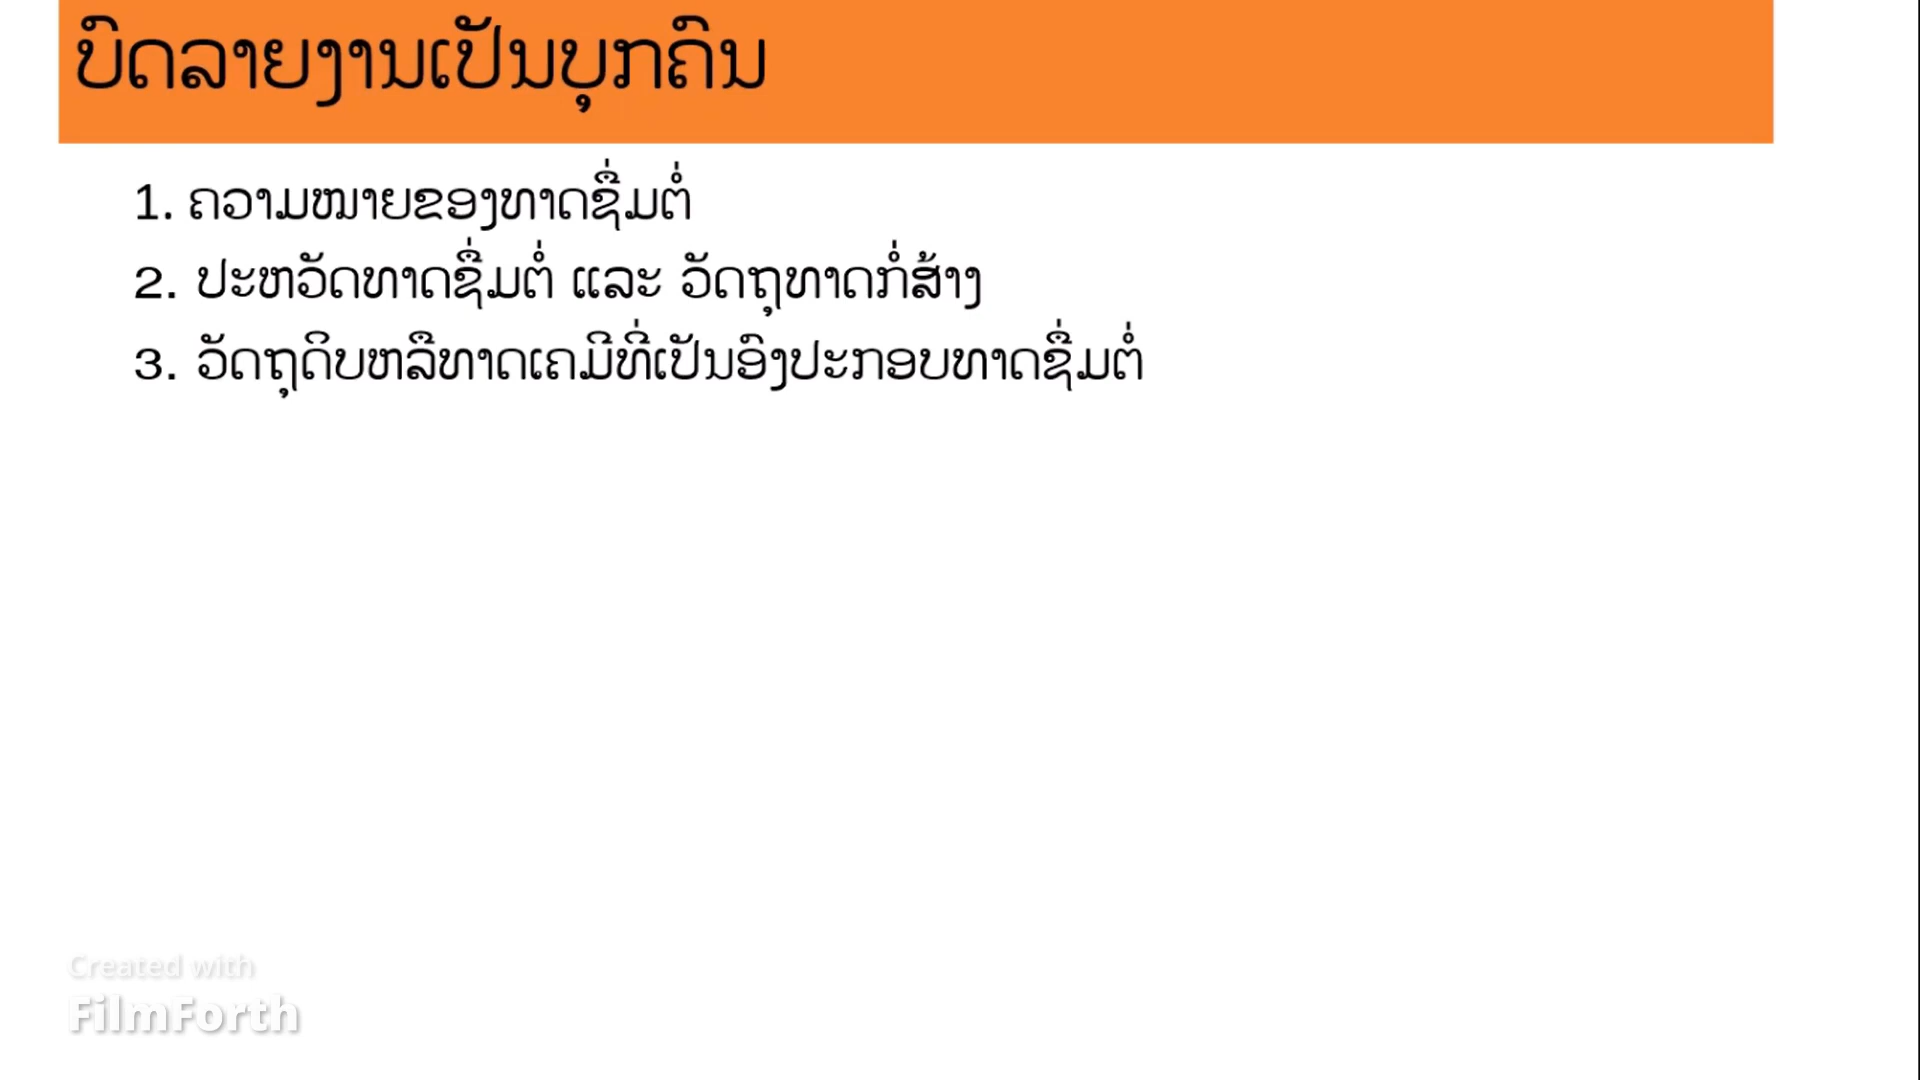 ບົດລາຍງານເປັນບຸກຄົນ
1. ຄວາມໝາຍຂອງທາດຊື່ມຕໍ່
2. ປະຫວັດທາດຊື່ມຕໍ່ ແລະ ວັດຖຸທາດກໍ່ສ້າງ
3. ວັດຖຸດິບຫລືທາດເຄມີທີ່ເປັນອົງປະກອບທາດຊື່ມຕໍ່
Created with
FilmForth